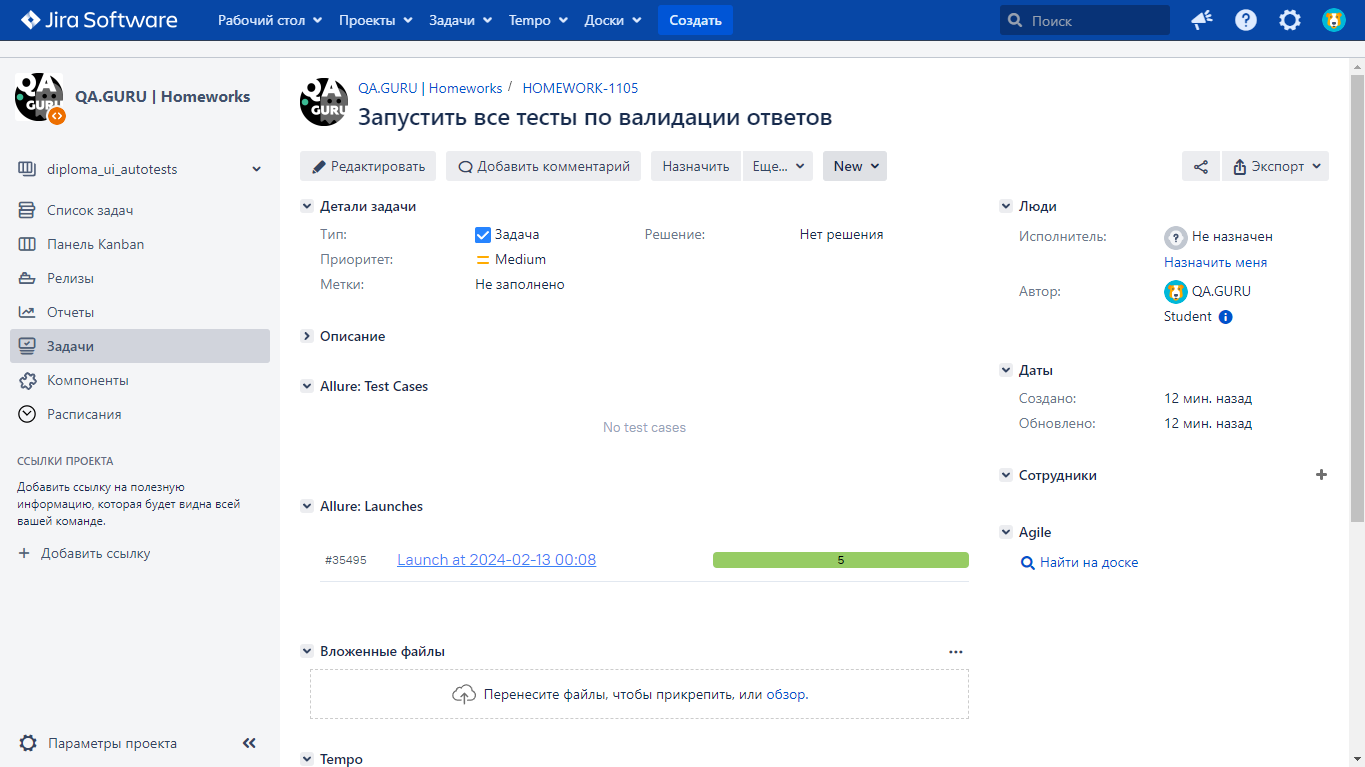 Jira Software Рабочий стол Проекты Задачи Tempo Доски Создать Поиск
QA GURU
QA.GURU | Homeworks
diploma_ui_autotests
Список задач
Панель Kanban
Релизы
Отчеты
Задачи
Компоненты
Расписания
ССЫЛКИ ПРОЕКТА
Добавить ссылку на полезную
информацию, которая будет видна всей
вашей команде.
+ Добавить ссылку
Параметры проекта
QA GURU
QA.GURU | Homeworks / HOMEWORK-1105
Запустить все тесты по валидации ответов
Редактировать Добавить комментарий Назначить Еще... New Экспорт
Детали задачи
Тип: Задача Решение: Нет решения
Приоритет: Medium
Метки: Не заполнено
Описание
Allure: Test Cases
No test cases
Allure: Launches
#35495 Launch at 2024-02-13 00:08 5
Вложенные файлы
Перенесите файлы, чтобы прикрепить, или обзор.
Tempo
Люди
Исполнитель: Не назначен
Назначить меня
Автор: QA.GURU
Student
Даты
Создано: 12 мин. назад
Обновлено: 12 мин. назад
Сотрудники
Agile
Найти на доске